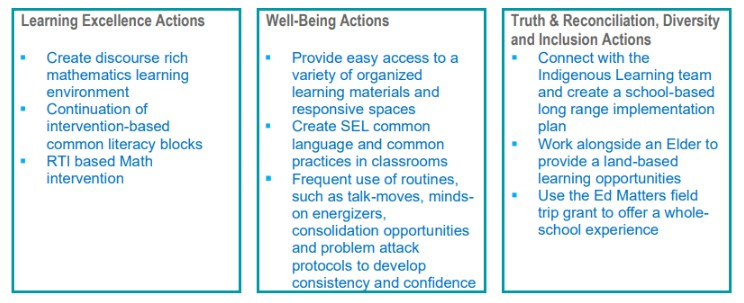 Learning Excellence Actions
▪ Create discourse rich
mathematics learning
environment
▪ Continuation of
intervention-based
common literacy blocks
▪ RTI based Math
intervention
Well-Being Actions
▪ Provide easy access to a
variety of organized
learning materials and
responsive spaces
▪ Create SEL common
language and common
practices in classrooms
▪ Frequent use of routines,
such as talk-moves, minds-
on energizers,
consolidation opportunities
and problem attack
protocols to develop
consistency and confidence
Truth & Reconciliation, Diversity
and Inclusion Actions
▪ Connect with the
Indigenous Learning team
and create a school-based
long range implementation
plan
▪ Work alongside an Elder to
provide a land-based
learning opportunities
▪ Use the Ed Matters field
trip grant to offer a whole-
school experience